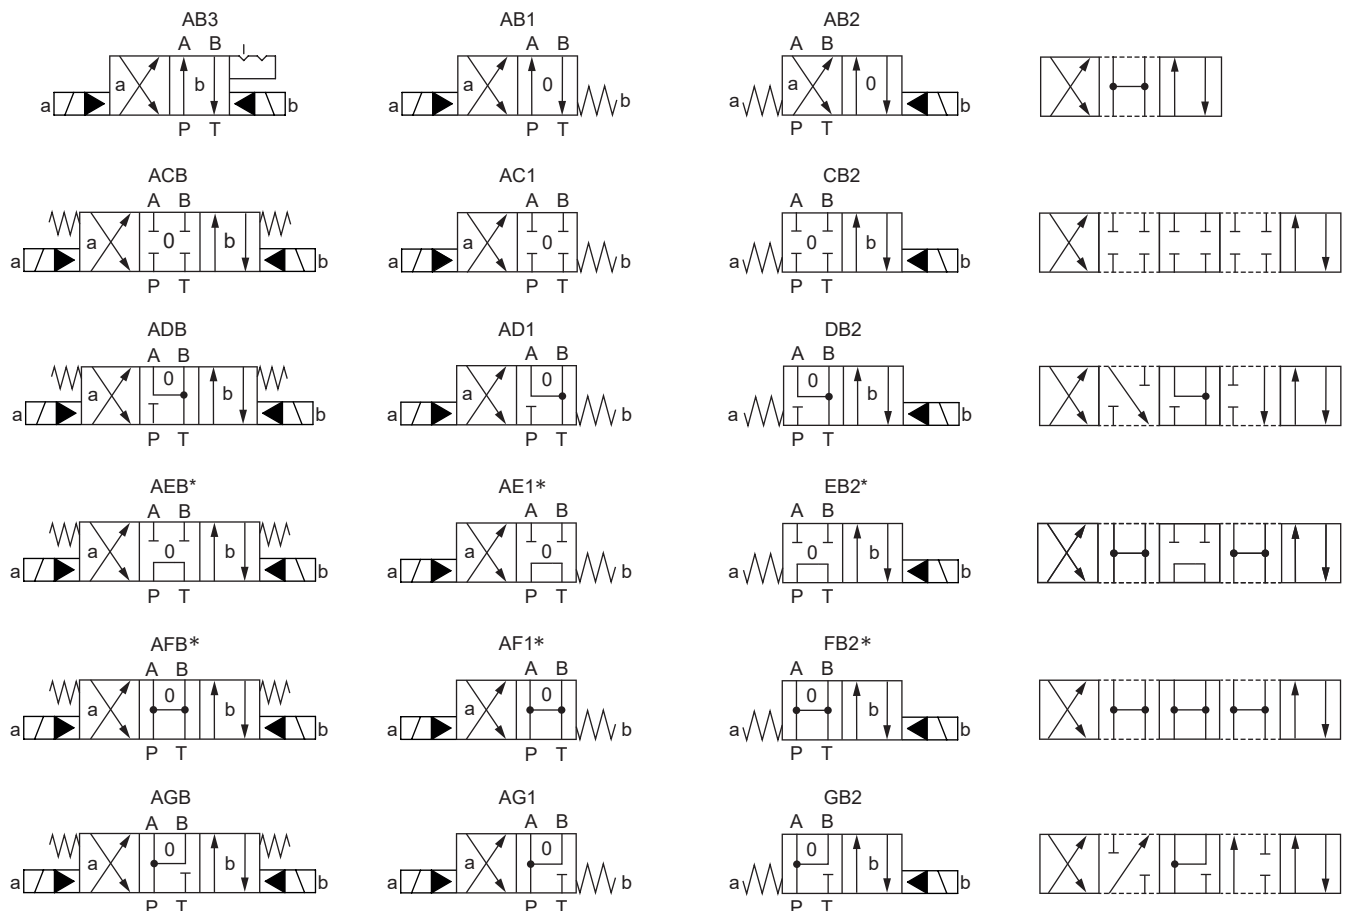 AB3 AB1 AB2
A B A B A B
a b a 0 a 0
a b a b a b
P T P T P T
ACB AC1 CB2
A B A B A B
a 0 b a 0 0 b
a b a b a b
P T P T P T
ADB AD1 DB2
A B A B A B
a 0 b a 0 0 b
a b a b a b
P T P T P T
AEB* AE1* EB2*
A B A B A B
a 0 b a 0 0 b
a b a b a b
P T P T P T
AFB* AF1* FB2*
A B A B A B
a 0 b a 0 0 b
a b a b a b
P T P T P T
AGB AG1 GB2
A B A B A B
a 0 b a 0 0 b
a b a b a b
P T P T P T